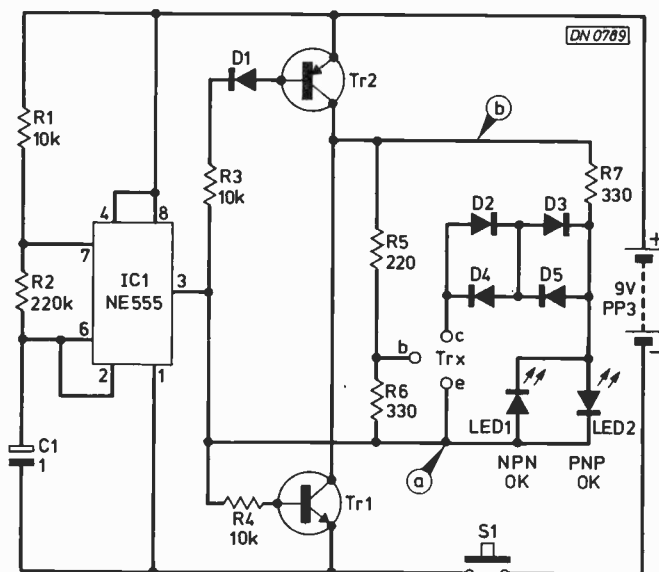 DN 0789
D1
Tr2
b
R1
10k
R3
10k
R7
330
D2
D3
4
8
7
R5
220
R2
220k
IC1
NE555
3
D4
D5
+
9V
PP3
−
6
b
c
Trx
e
2
1
R6
330
LED1
LED2
C1
1
a
NPN
OK
PNP
OK
Tr1
R4
10k
S1